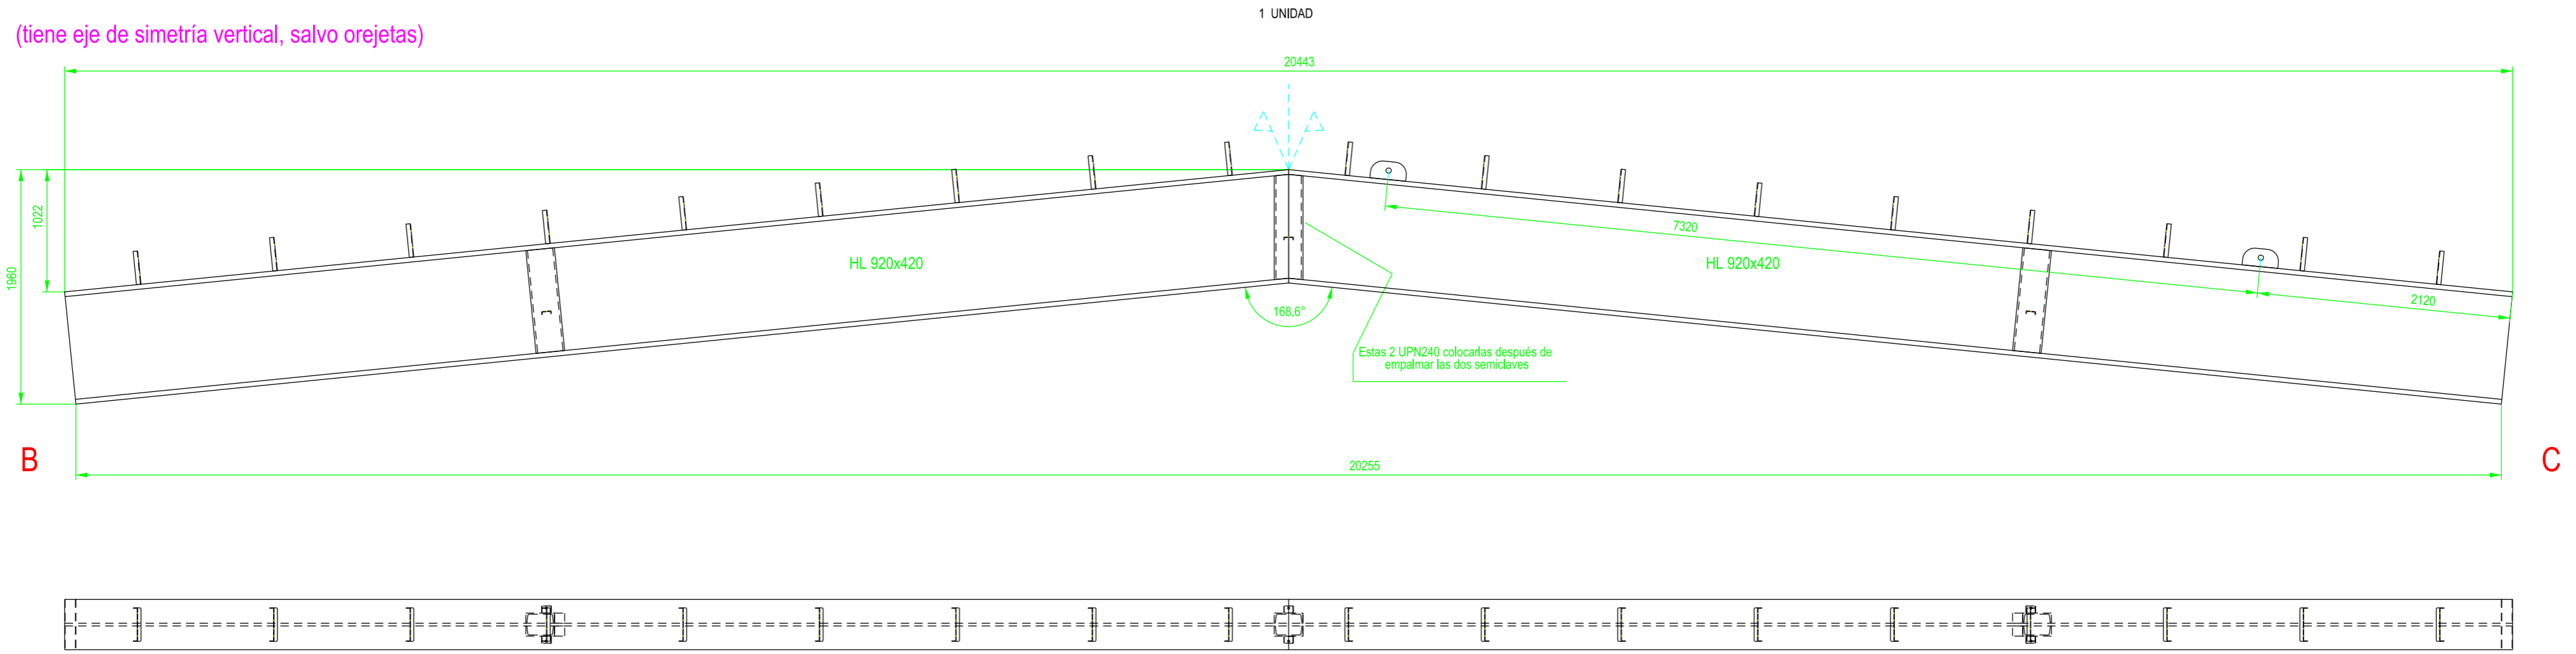 1 UNIDAD
(tiene eje de simetría vertical, salvo orejetas)
20443
1022
1960
7320
HL 920x420
HL 920x420
2120
168,6°
Estas 2 UPN240 colocarlas después de
empalmar las dos semiclaves
B
C
20255